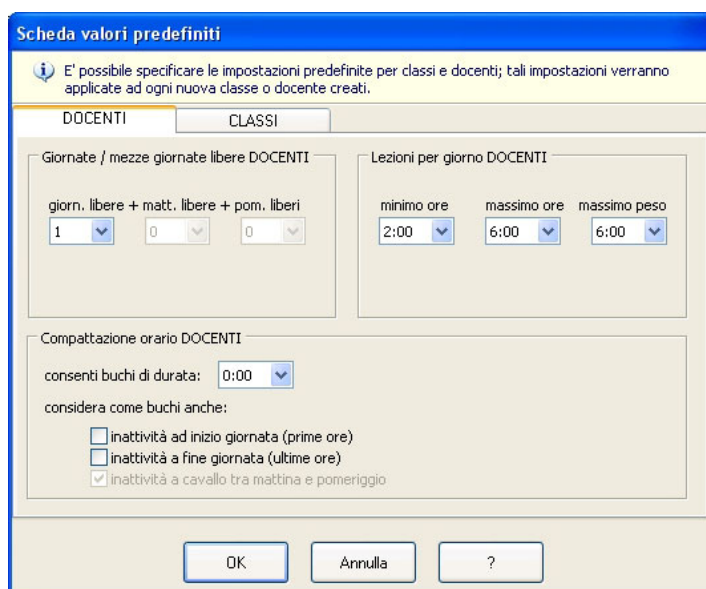 Scheda valori predefiniti
E' possibile specificare le impostazioni predefinite per classi e docenti; tali impostazioni verranno
applicate ad ogni nuova classe o docente creati.
DOCENTI CLASSI
Giornate / mezze giornate libere DOCENTI
giorn. libere + matt. libere + pom. liberi
1 0 0
Lezioni per giorno DOCENTI
minimo ore massimo ore massimo peso
2:00 6:00 6:00
Compattazione orario DOCENTI
consenti buchi di durata: 0:00
considera come buchi anche:
inattività ad inizio giornata (prime ore)
inattività a fine giornata (ultime ore)
inattività a cavallo tra mattina e pomeriggio
OK Annulla ?